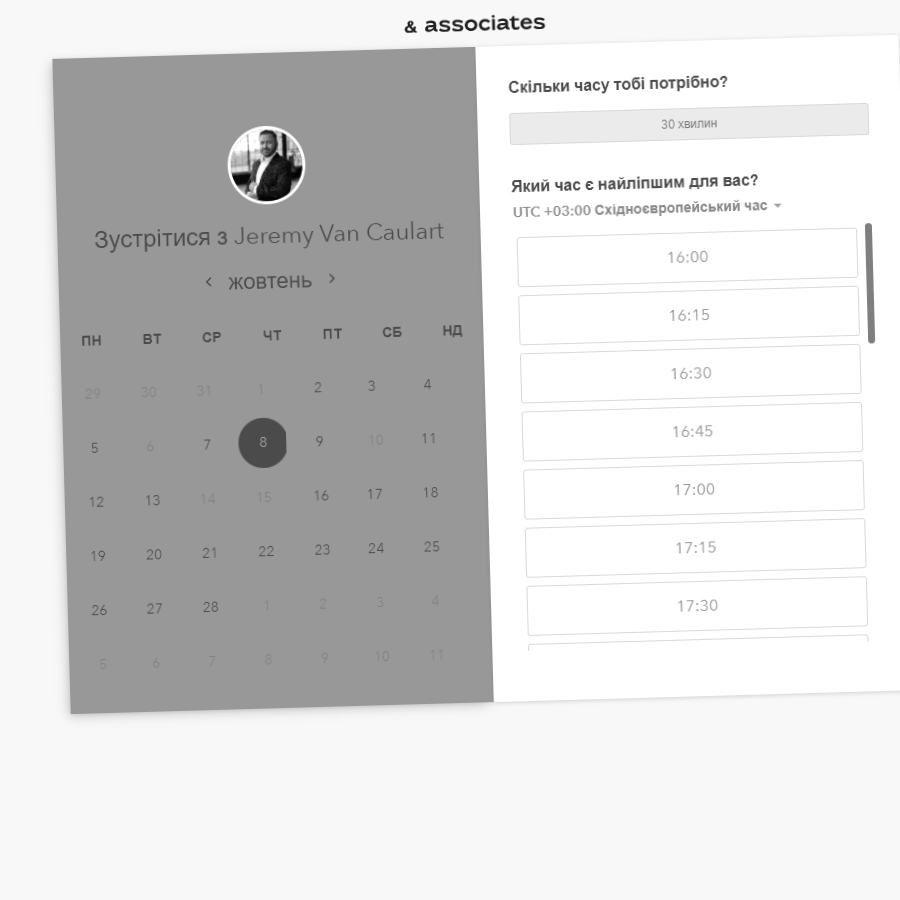 & associates
Зустрітися з Jeremy Van Caulart
жовтень
ПН ВТ СР ЧТ ПТ СБ НД
29 30 31 1 2 3 4
5 6 7 8 9 10 11
12 13 14 15 16 17 18
19 20 21 22 23 24 25
26 27 28 1 2 3 4
5 6 7 8 9 10 11
Скільки часу тобі потрібно?
30 хвилин
Який час є найліпшим для вас?
UTC +03:00 Східноєвропейський час
16:00
16:15
16:30
16:45
17:00
17:15
17:30